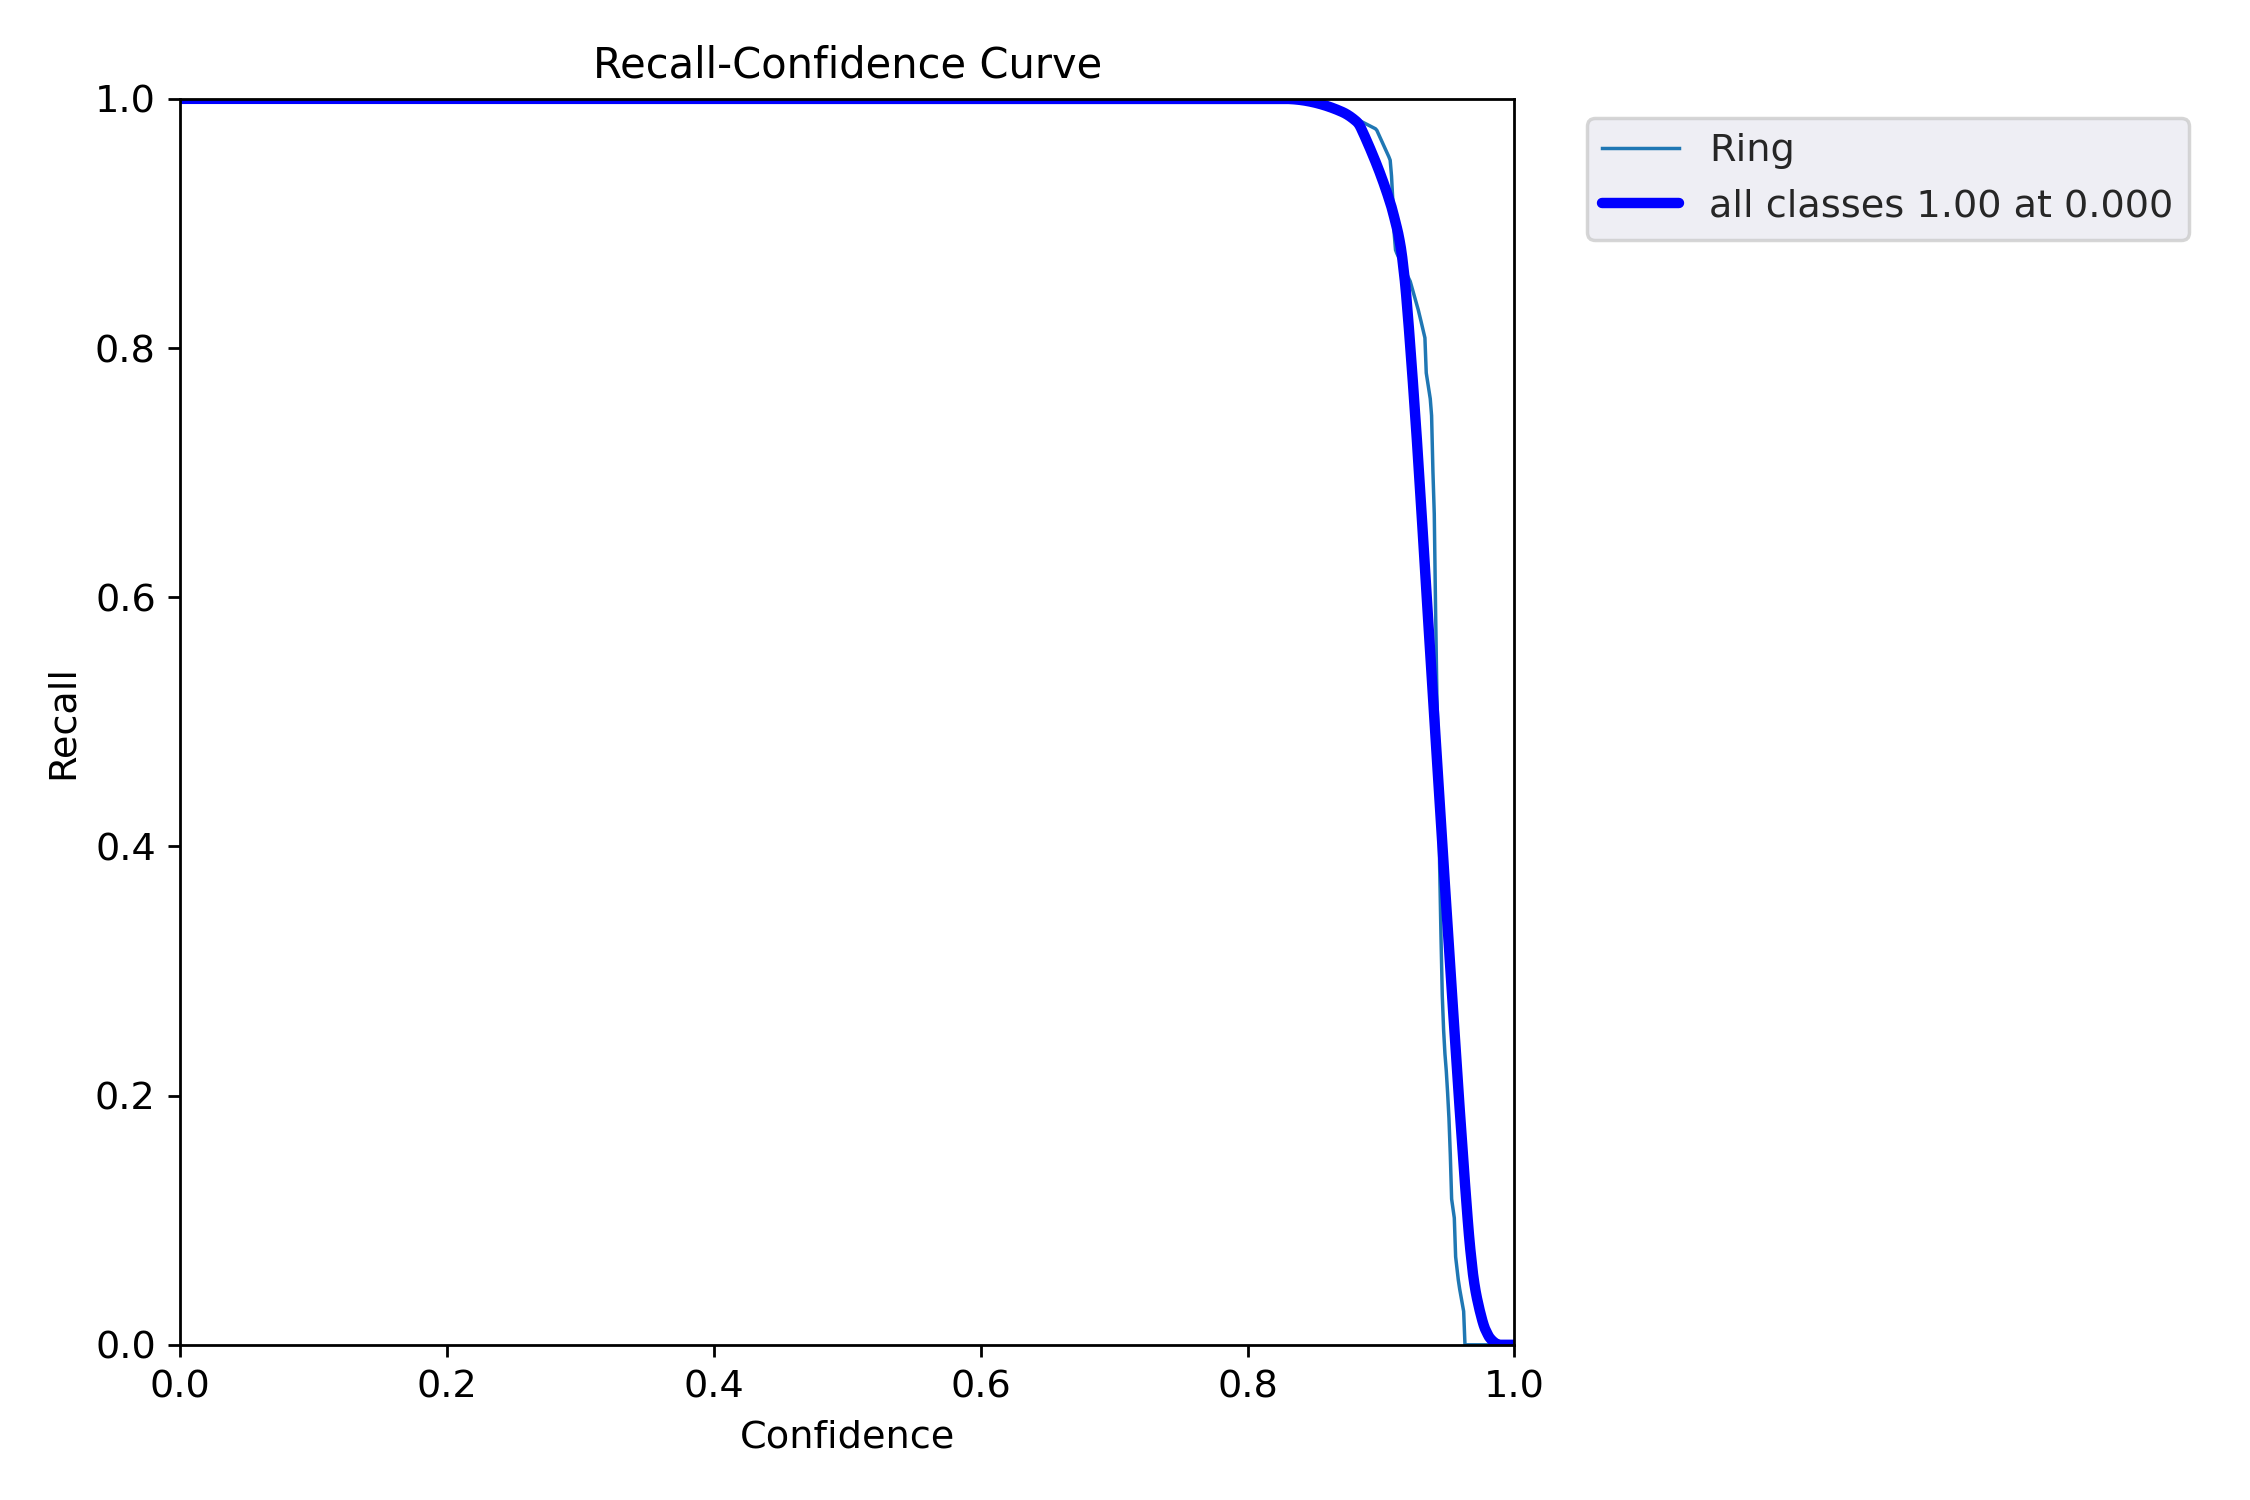 Recall-Confidence Curve
1.0
0.8
0.6
0.4
0.2
0.0
Recall
0.0 0.2 0.4 0.6 0.8 1.0
Confidence
Ring
all classes 1.00 at 0.000